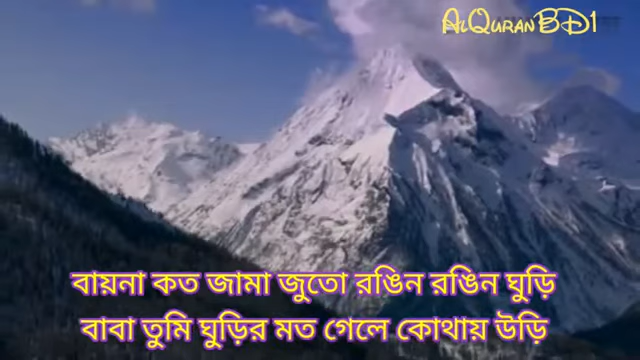 AlQuranBD1
বায়না কত জামা জুতো রঙিন রঙিন ঘুড়ি
বাবা তুমি ঘুড়ির মত গেলে কোথায় উড়ি